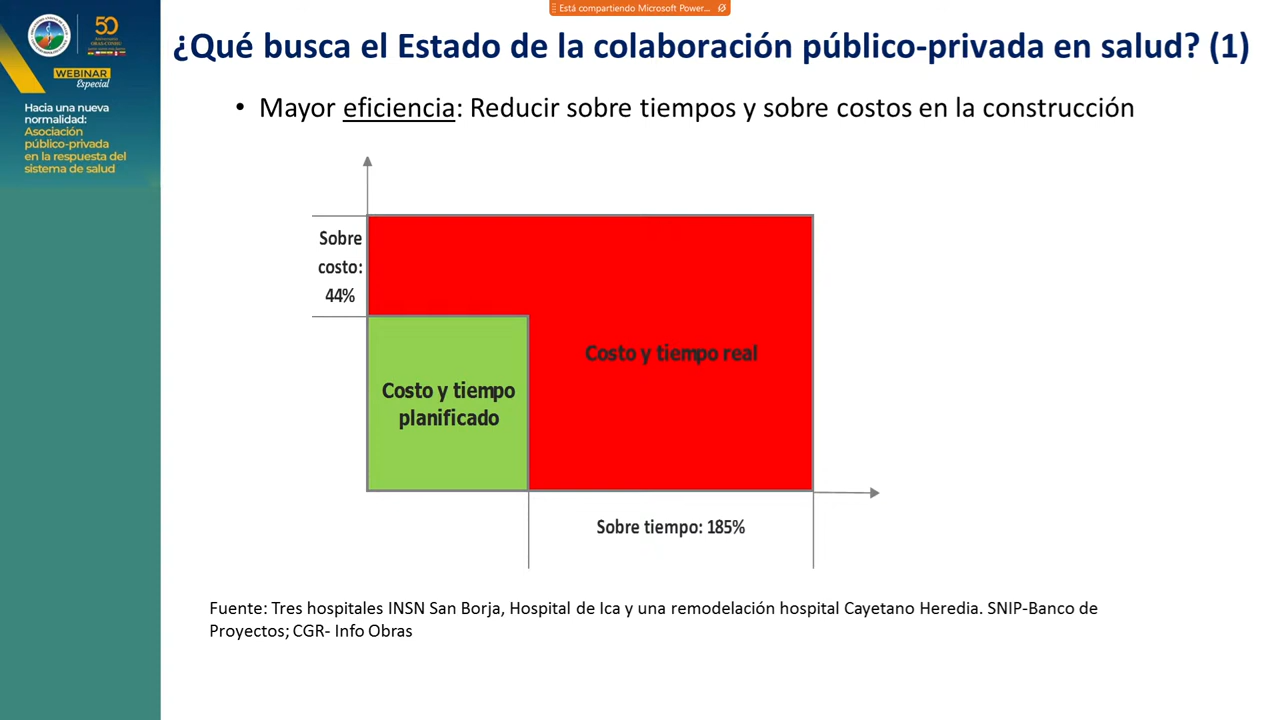 Está compartiendo Microsoft Power...
50
WEBINAR
Especial
Hacia una nueva
normalidad:
Asociación
público-privada
en la respuesta del
sistema de salud
¿Qué busca el Estado de la colaboración público-privada en salud? (1)
• Mayor eficiencia: Reducir sobre tiempos y sobre costos en la construcción
Sobre
costo:
44%
Costo y tiempo real
Costo y tiempo
planificado
Sobre tiempo: 185%
Fuente: Tres hospitales INSN San Borja, Hospital de Ica y una remodelación hospital Cayetano Heredia. SNIP-Banco de
Proyectos; CGR- Info Obras